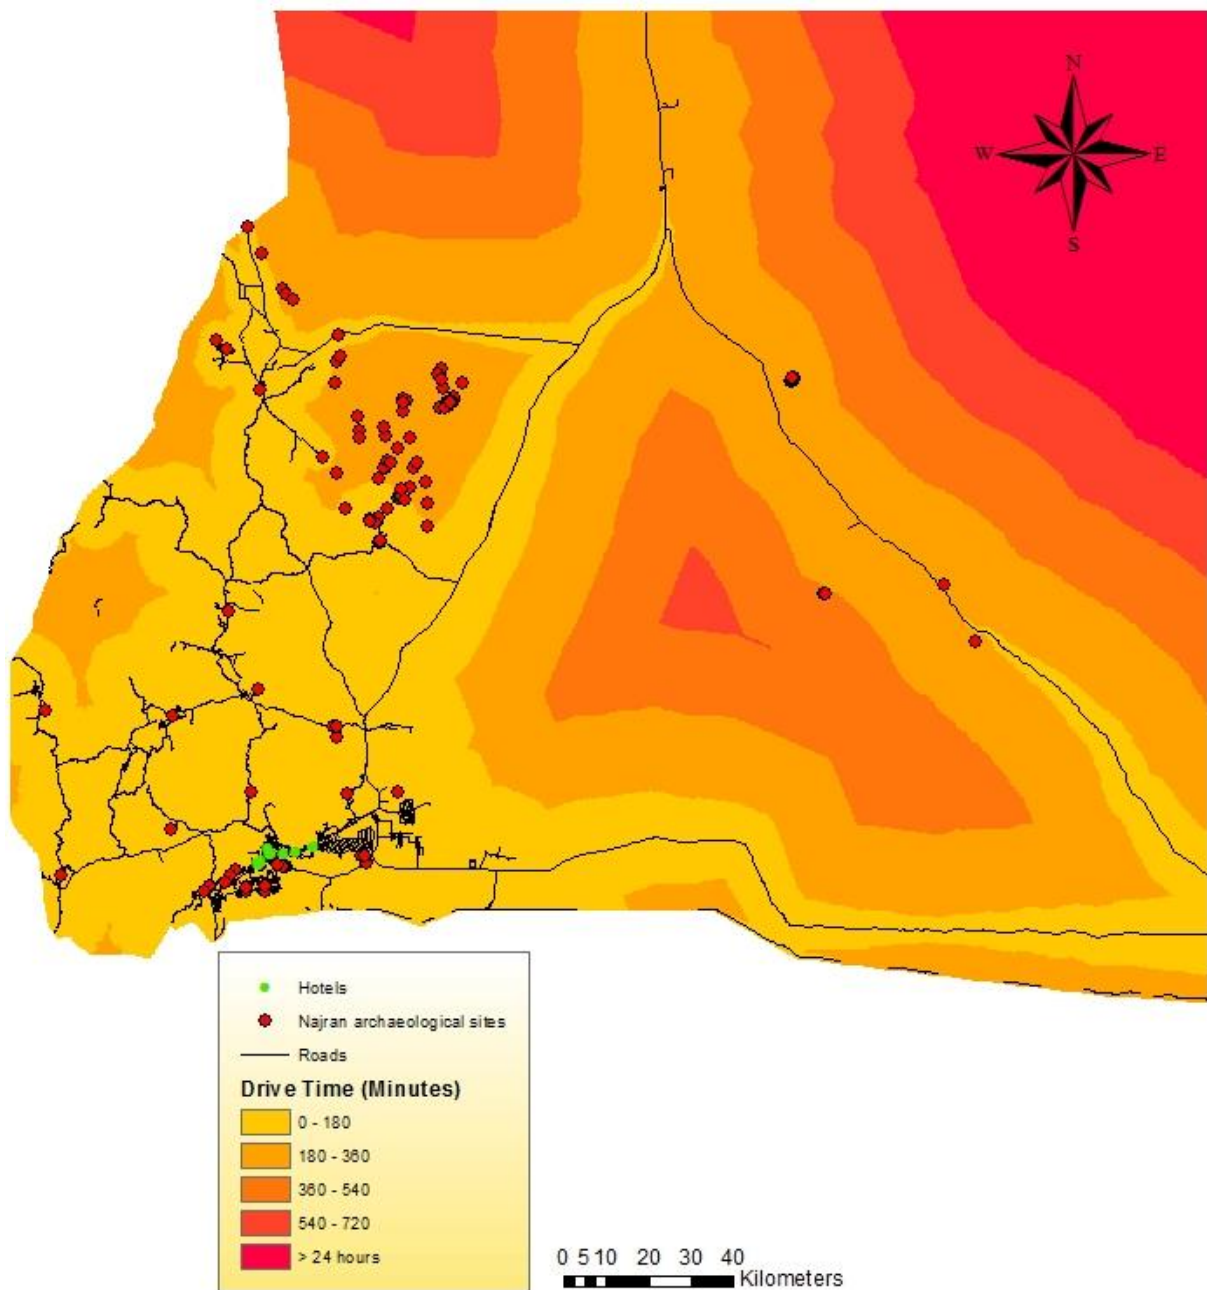 N
W E
S
Hotels
Najran archaeological sites
Roads
Drive Time (Minutes)
0 - 180
180 - 360
360 - 540
540 - 720
> 24 hours
0 5 10 20 30 40
Kilometers